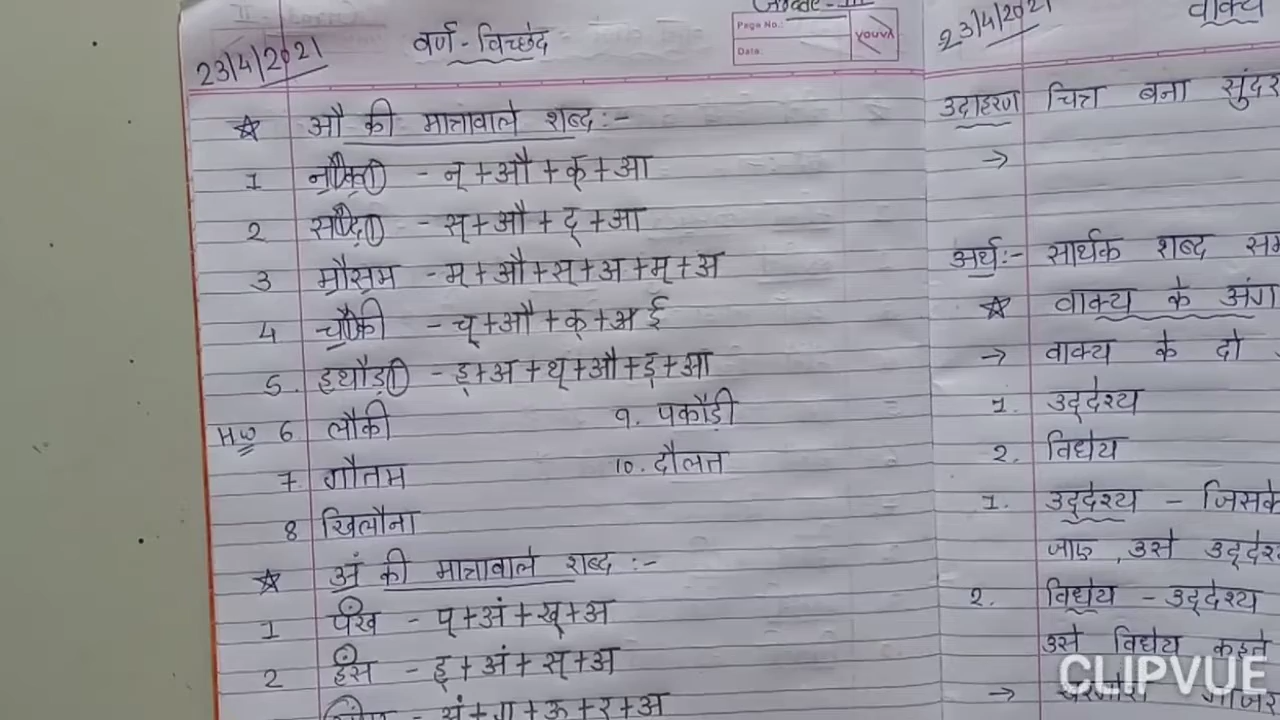 23/4/2021
वर्ण-विच्छेद
Page No.:
Date:
YOUVA
☆ औ की मात्रावाले शब्द :-
1 नौका - न्+औ+क्+आ
2 सौदा - स्+औ+द्+आ
3 मौसम - म्+औ+स्+अ+म्+अ
4 चौकी - च्+औ+क्+ई
5. हथौड़ा - ह्+अ+थ्+औ+ड़्+आ
HW 6 लौकी 9. पकौड़ी
7. गौतम 10. दौलत
8 खिलौना
☆ अं की मात्रावाले शब्द :-
1 पंख - प्+अं+ख्+अ
2 हंस - ह्+अं+स्+अ
- अं+ग्+ऊ+र्+अ
23/4/2021
वाक्य
उदाहरण चित्र बना सुंदर
→
अर्थ:- सार्थक शब्द
☆ वाक्य के अंग
→ वाक्य के दो
1. उद्देश्य
2. विधेय
1. उद्देश्य - जिसके
जाए, उसे
2. विधेय - उद्देश्य
उसे विधेय कहते
→ गाजर
CLIPVUE